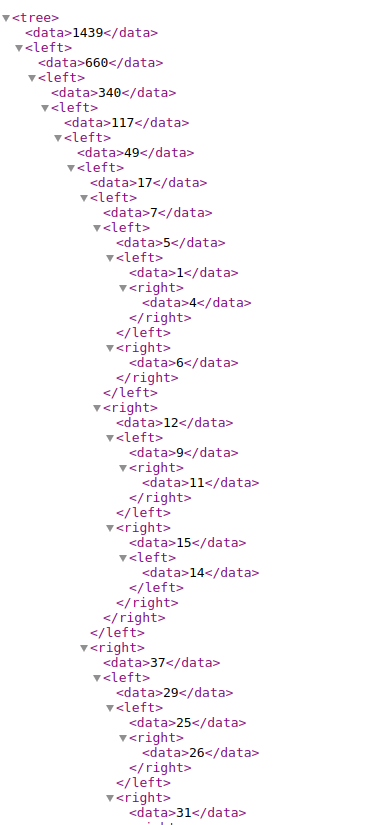 <tree>
<data>1439</data>
<left>
<data>660</data>
<left>
<data>340</data>
<left>
<data>117</data>
<left>
<data>49</data>
<left>
<data>17</data>
<left>
<data>7</data>
<left>
<data>5</data>
<left>
<data>1</data>
<right>
<data>4</data>
</right>
</left>
<right>
<data>6</data>
</right>
</left>
<right>
<data>12</data>
<left>
<data>9</data>
<right>
<data>11</data>
</right>
</left>
<right>
<data>15</data>
<left>
<data>14</data>
</left>
</right>
</right>
</left>
<right>
<data>37</data>
<left>
<data>29</data>
<left>
<data>25</data>
<right>
<data>26</data>
</right>
</left>
<right>
<data>31</data>